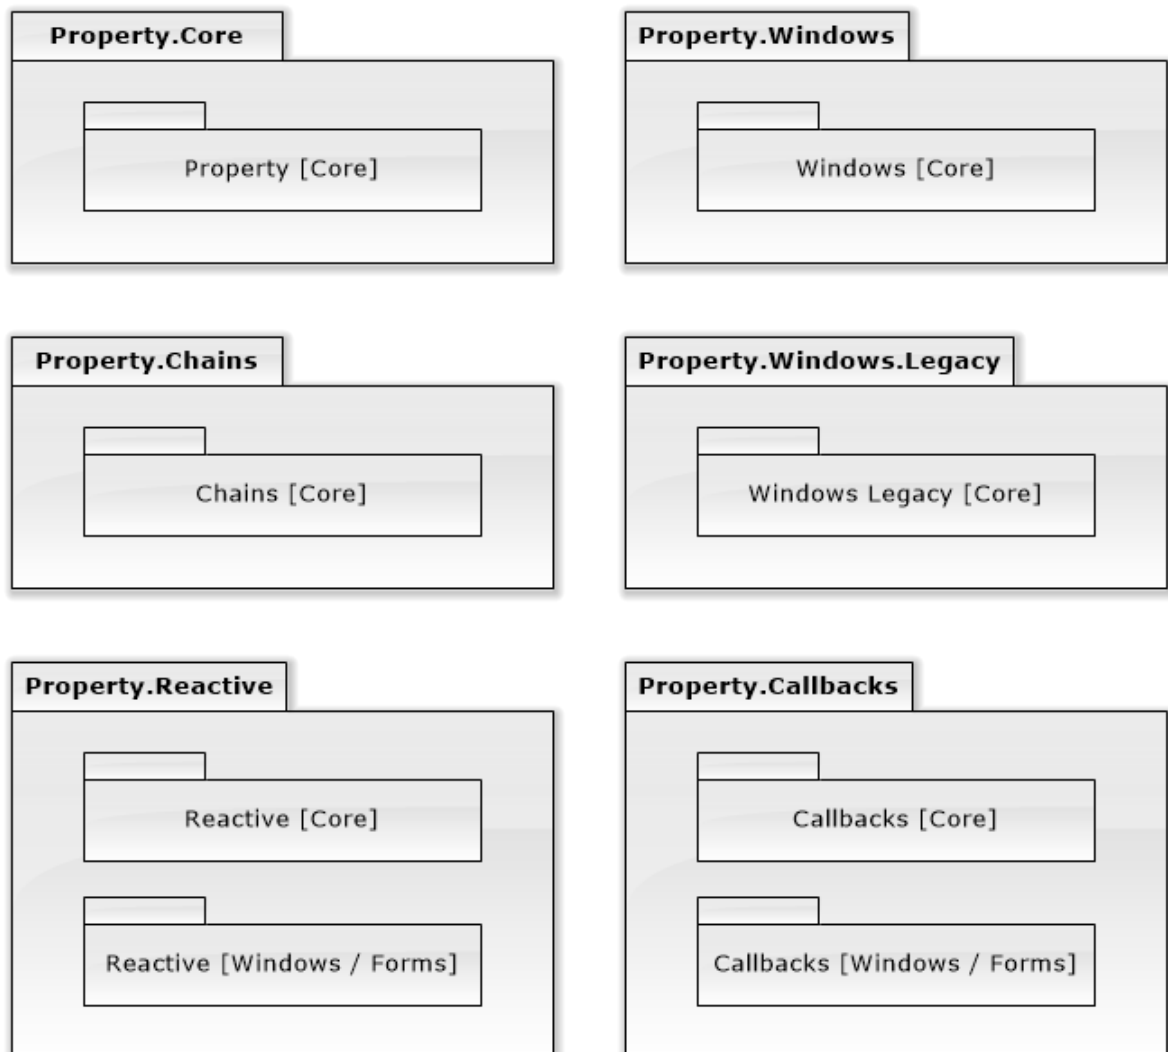 Property.Core
Property [Core]
Property.Windows
Windows [Core]
Property.Chains
Chains [Core]
Property.Windows.Legacy
Windows Legacy [Core]
Property.Reactive
Reactive [Core]
Reactive [Windows / Forms]
Property.Callbacks
Callbacks [Core]
Callbacks [Windows / Forms]